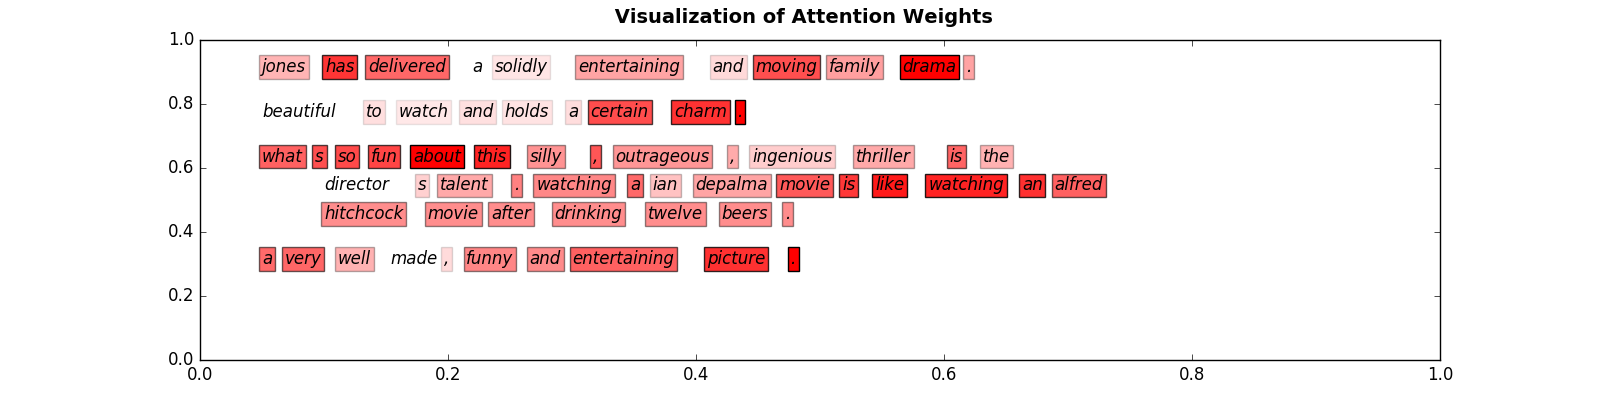 Visualization of Attention Weights
1.0
jones has delivered a solidly entertaining and moving family drama .
0.8
beautiful to watch and holds a certain charm .
0.6
what s so fun about this silly , outrageous , ingenious thriller is the
director s talent . watching a ian depalma movie is like watching an alfred
hitchcock movie after drinking twelve beers .
0.4
a very well made , funny and entertaining picture .
0.2
0.0
0.0 0.2 0.4 0.6 0.8 1.0